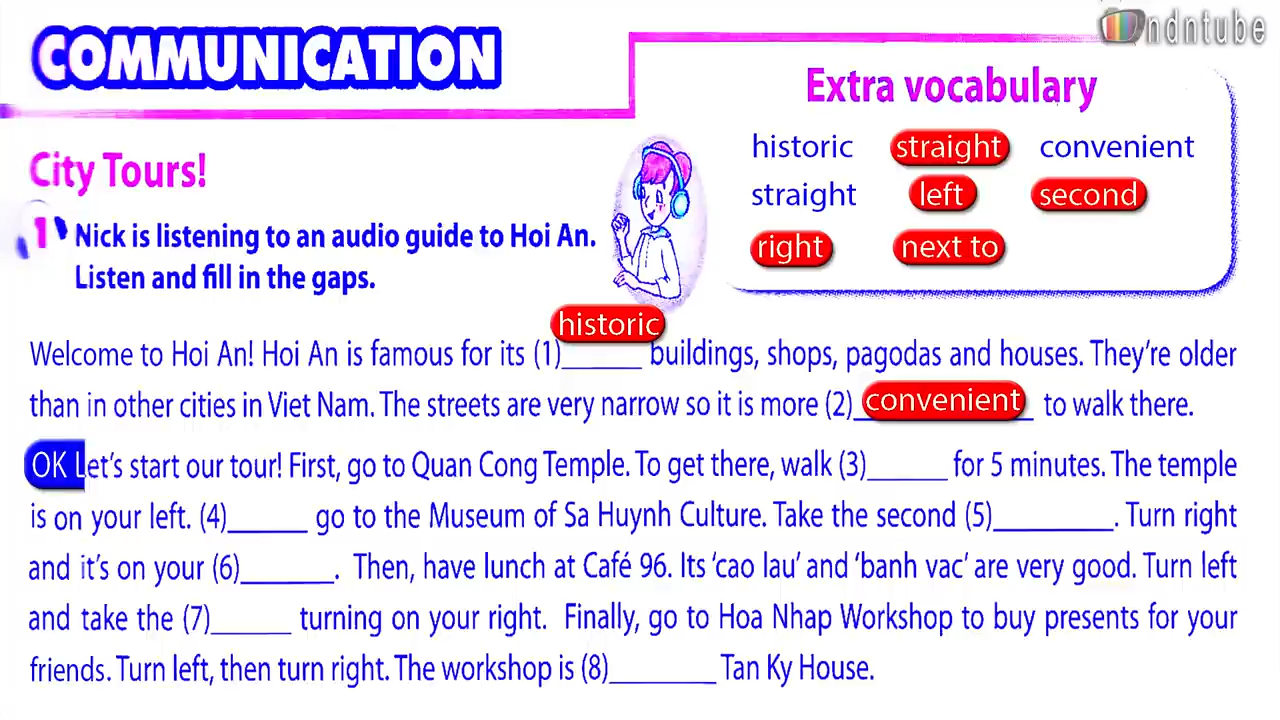 ndntube
COMMUNICATION
Extra vocabulary
historic straight convenient
straight left second
right next to
City Tours!
1 Nick is listening to an audio guide to Hoi An.
Listen and fill in the gaps.
historic
Welcome to Hoi An! Hoi An is famous for its (1)______ buildings, shops, pagodas and houses. They're older
than in other cities in Viet Nam. The streets are very narrow so it is more (2) convenient to walk there.
OK Let's start our tour! First, go to Quan Cong Temple. To get there, walk (3)______ for 5 minutes. The temple
is on your left. (4)______ go to the Museum of Sa Huynh Culture. Take the second (5)_________. Turn right
and it's on your (6)_______. Then, have lunch at Café 96. Its 'cao lau' and 'banh vac' are very good. Turn left
and take the (7)______ turning on your right. Finally, go to Hoa Nhap Workshop to buy presents for your
friends. Turn left, then turn right. The workshop is (8)________ Tan Ky House.